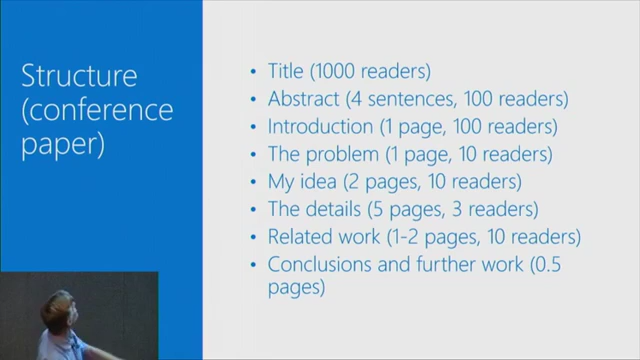 Structure
(conference
paper)
• Title (1000 readers)
• Abstract (4 sentences, 100 readers)
• Introduction (1 page, 100 readers)
• The problem (1 page, 10 readers)
• My idea (2 pages, 10 readers)
• The details (5 pages, 3 readers)
• Related work (1-2 pages, 10 readers)
• Conclusions and further work (0.5
pages)